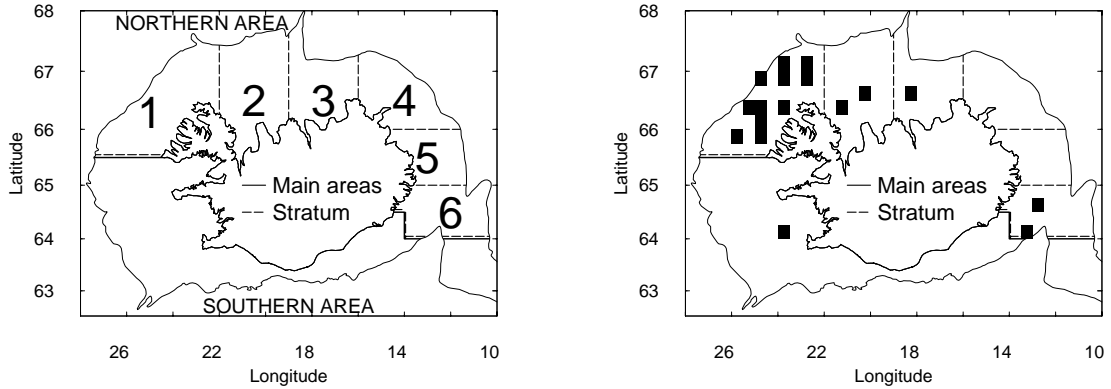 68
NORTHERN AREA
67
66
65
64
63
Latitude
1
2
3
4
5
6
Main areas
Stratum
SOUTHERN AREA
26 22 18 14 10
Longitude
68
67
66
65
64
63
Latitude
Main areas
Stratum
26 22 18 14 10
Longitude